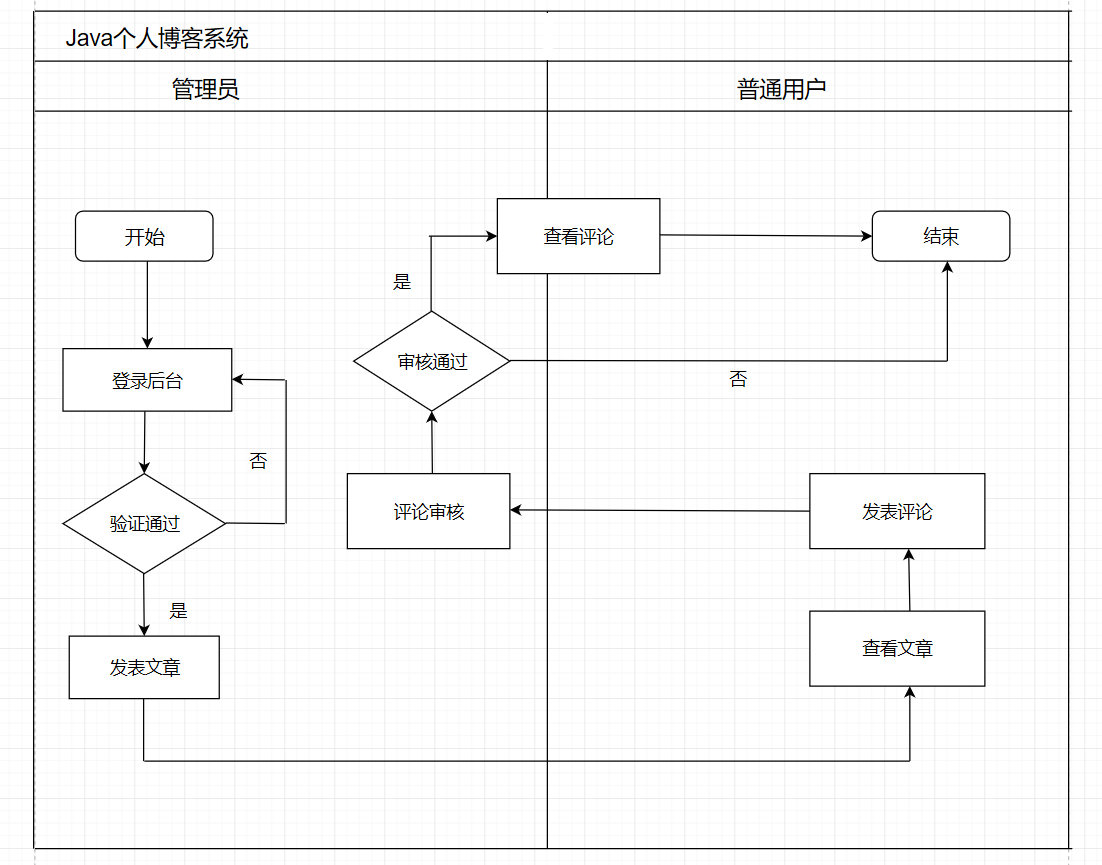 Java个人博客系统
管理员
普通用户
开始
查看评论
结束
是
审核通过
否
登录后台
否
验证通过
评论审核
发表评论
是
发表文章
查看文章